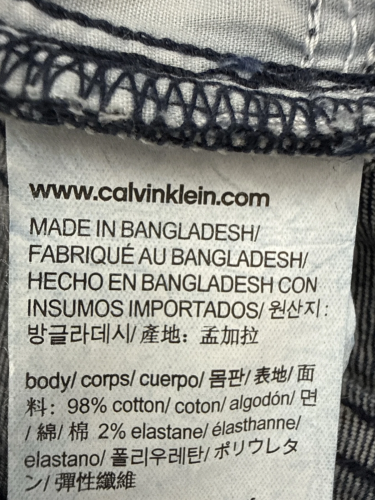 www.calvinklein.com
MADE IN BANGLADESH/
FABRIQUÉ AU BANGLADESH/
HECHO EN BANGLADESH CON
INSUMOS IMPORTADOS/ 원산지:
방글라데시/ 產地: 孟加拉
body/ corps/ cuerpo/ 몸판/ 表地/ 面
料: 98% cotton/ coton/ algodón/ 면
/ 綿/ 棉 2% elastane/ élasthanne/
elastano/ 폴리우레탄/ ポリウレタ
ン/ 彈性纖維